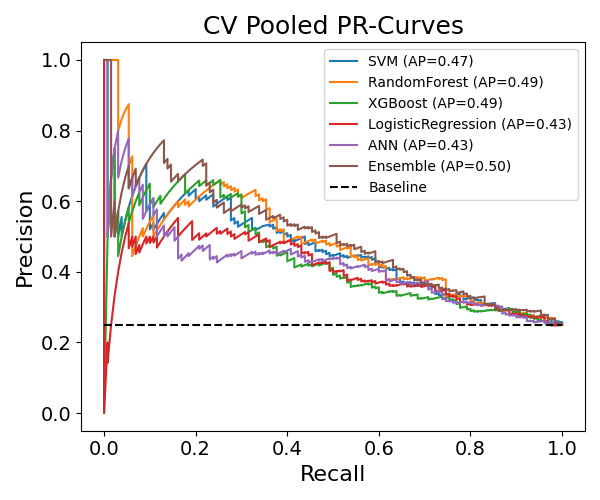 CV Pooled PR-Curves
SVM (AP=0.47)
RandomForest (AP=0.49)
XGBoost (AP=0.49)
LogisticRegression (AP=0.43)
ANN (AP=0.43)
Ensemble (AP=0.50)
Baseline
Precision
1.0
0.8
0.6
0.4
0.2
0.0
0.0 0.2 0.4 0.6 0.8 1.0
Recall